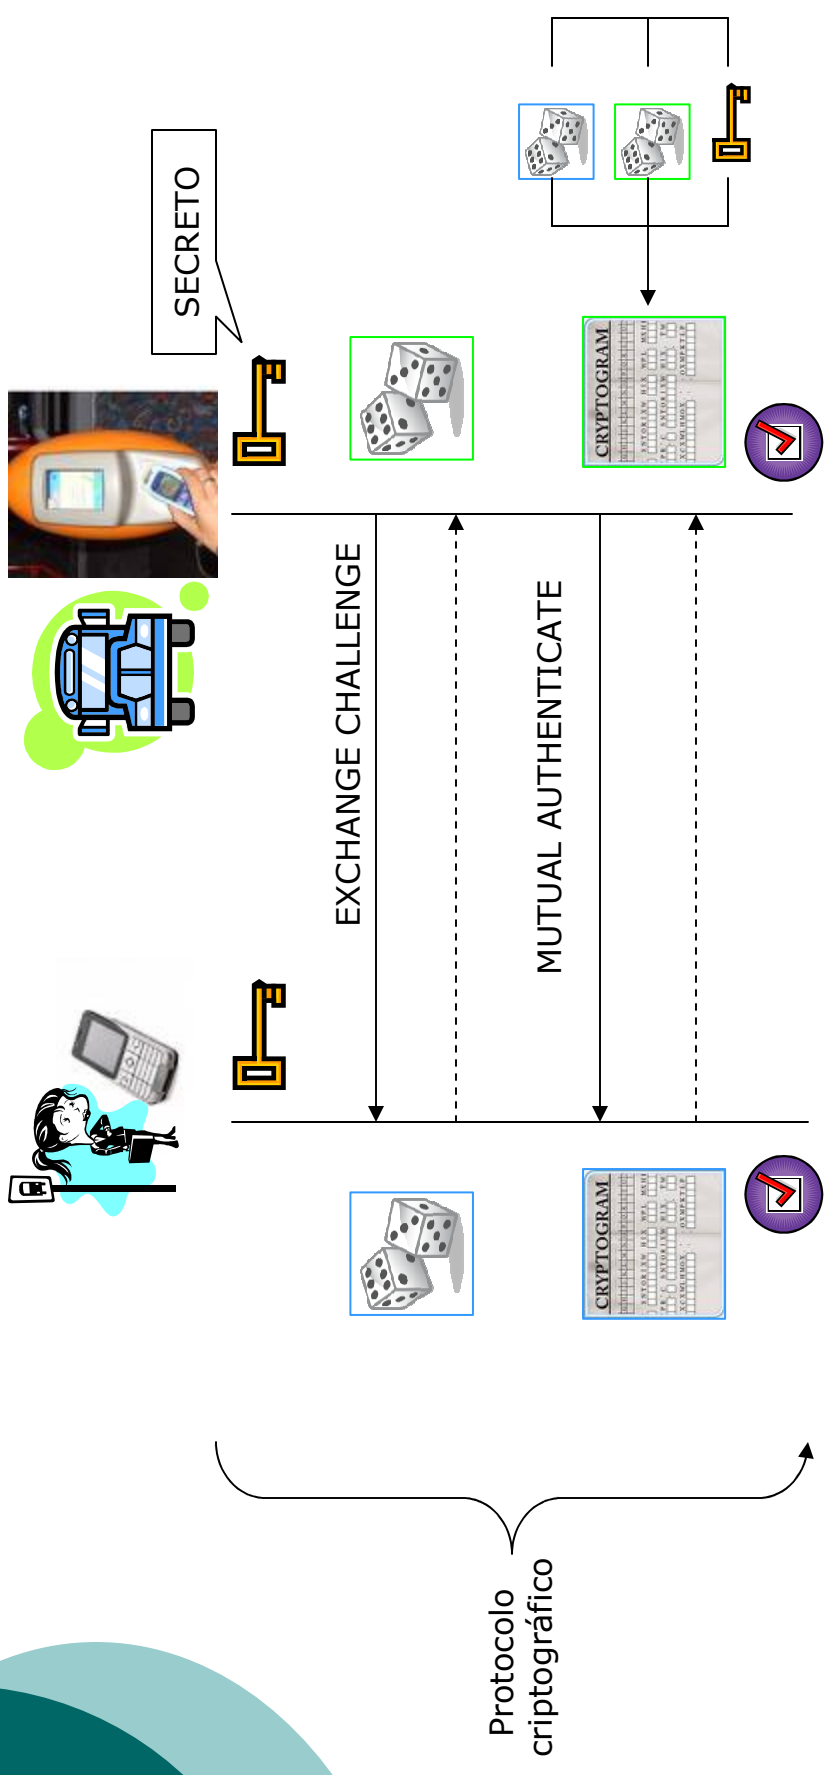 SECRETO
EXCHANGE CHALLENGE
MUTUAL AUTHENTICATE
Protocolo
criptográfico
CRYPTOGRAM
CRYPTOGRAM